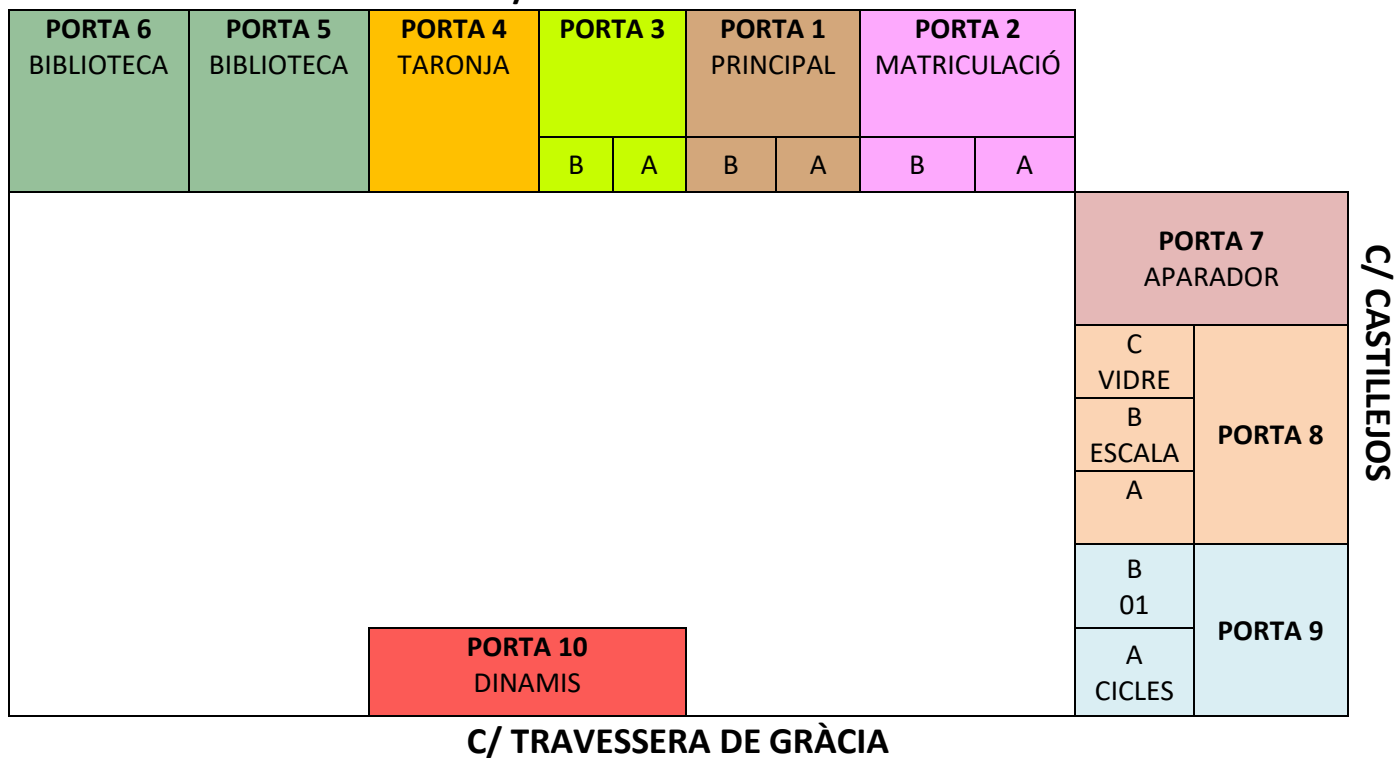 PORTA 6
BIBLIOTECA
PORTA 5
BIBLIOTECA
PORTA 4
TARONJA
PORTA 3
B
A
PORTA 1
PRINCIPAL
B
A
PORTA 2
MATRICULACIÓ
B
A
PORTA 7
APARADOR
C
VIDRE
B
ESCALA
A
PORTA 8
B
01
A
CICLES
PORTA 9
C/ CASTILLEJOS
PORTA 10
DINAMIS
C/ TRAVESSERA DE GRÀCIA